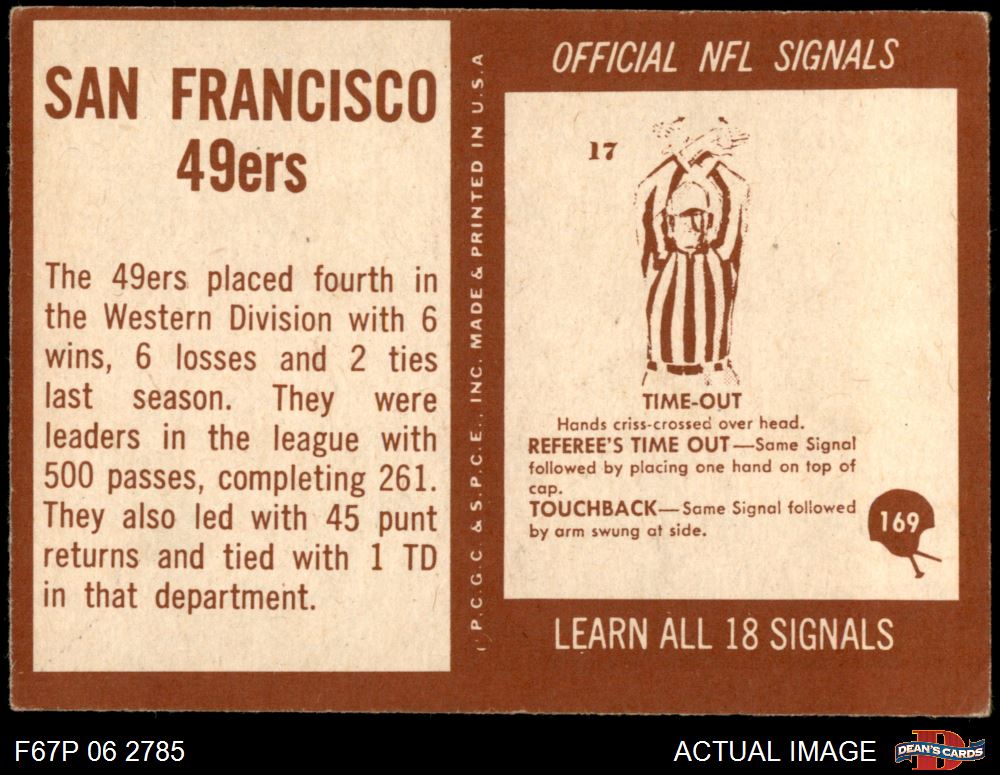 SAN FRANCISCO
49ers
The 49ers placed fourth in
the Western Division with 6
wins, 6 losses and 2 ties
last season. They were
leaders in the league with
500 passes, completing 261.
They also led with 45 punt
returns and tied with 1 TD
in that department.
P.C.G.C. & S.P.C.E., INC. MADE & PRINTED IN U.S.A
OFFICIAL NFL SIGNALS
17
TIME-OUT
Hands criss-crossed over head.
REFEREE'S TIME OUT—Same Signal
followed by placing one hand on top of
cap.
TOUCHBACK—Same Signal followed
by arm swung at side.
169
LEARN ALL 18 SIGNALS
F67P 06 2785
ACTUAL IMAGE
DEAN'S CARDS